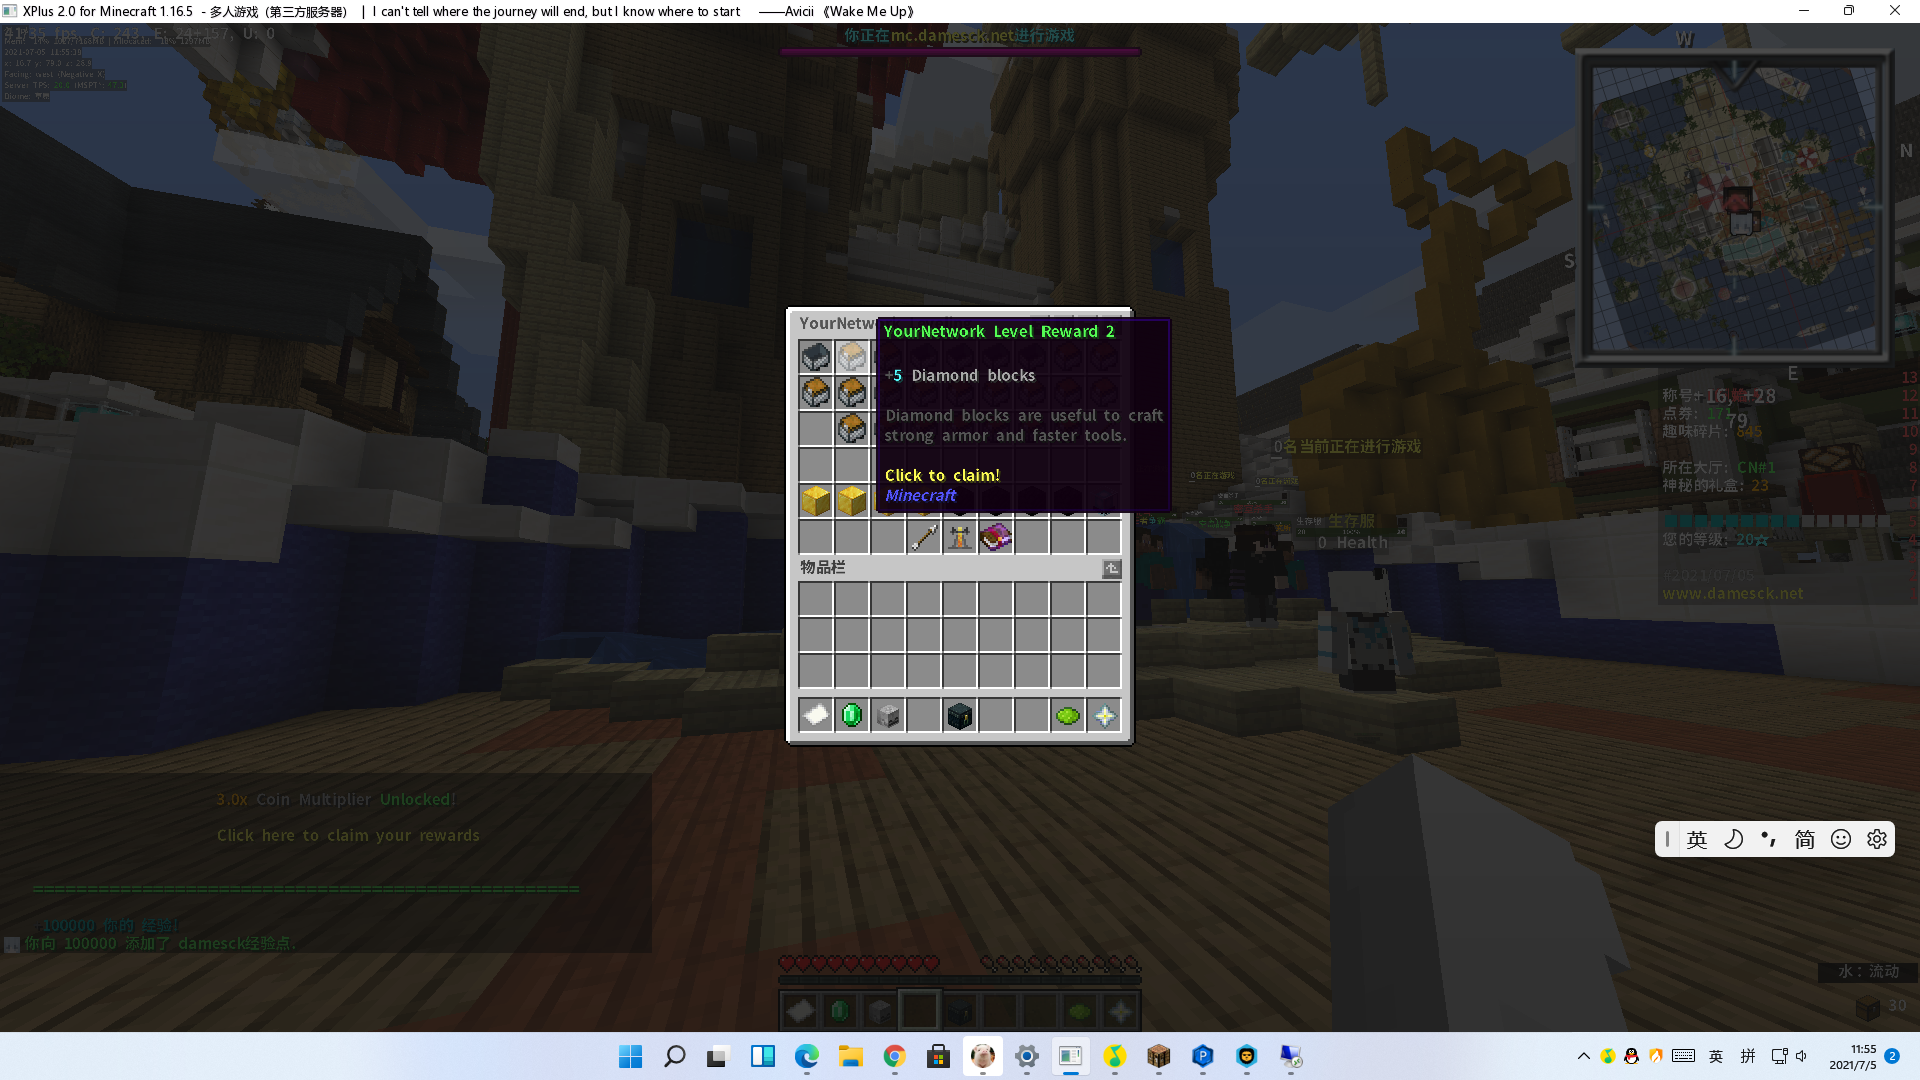 XPlus 2.0 for Minecraft 1.16.5 - 多人游戏（第三方服务器） | I can't tell where the journey will end, but I know where to start ——Avicii 《Wake Me Up》
你正在mc.damesck.net进行游戏
W
N
S
E
YourNetw
YourNetwork Level Reward 2
+5 Diamond blocks
Diamond blocks are useful to craft
strong armor and faster tools.
Click to claim!
Minecraft
物品栏
称号:
+16, +28
点券: 17
79
趣味碎片: 845
所在大厅: CN#1
神秘的礼盒: 23
您的等级: 20☆
#2021/07/05
www.damesck.net
0名当前正在进行游戏
生存服
0 Health
3.0x Coin Multiplier Unlocked!
Click here to claim your rewards
-100000 你的 经验!
你向 100000 添加了 damesck经验点.
英
简
水: 流动
30
英
拼
11:55
2021/7/5
2